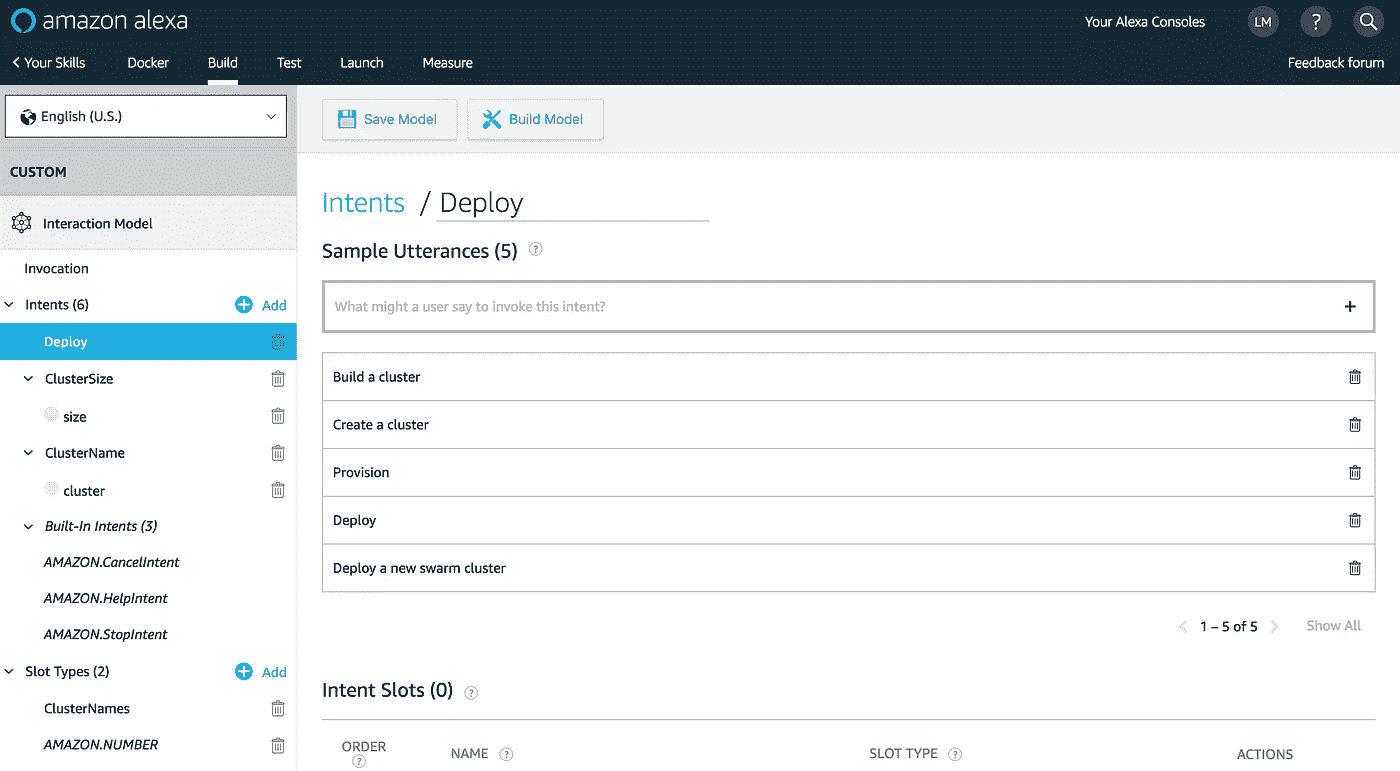 amazon alexa
Your Alexa Consoles
LM
?
Your Skills
Docker
Build
Test
Launch
Measure
Feedback forum
English (U.S.)
Save Model
Build Model
CUSTOM
Interaction Model
Invocation
Intents (6)
Add
Deploy
ClusterSize
size
ClusterName
cluster
Built-In Intents (3)
AMAZON.CancelIntent
AMAZON.HelpIntent
AMAZON.StopIntent
Slot Types (2)
Add
ClusterNames
AMAZON.NUMBER
Intents / Deploy
Sample Utterances (5) ?
What might a user say to invoke this intent? +
Build a cluster
Create a cluster
Provision
Deploy
Deploy a new swarm cluster
< 1 – 5 of 5 > Show All
Intent Slots (0) ?
ORDER ?
NAME ?
SLOT TYPE ?
ACTIONS